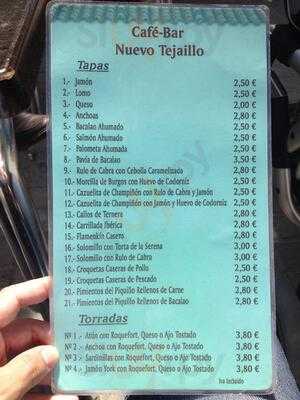 Café-Bar
Nuevo Tejaillo
Tapas
1.- Jamón 2,50 €
2.- Lomo 2,50 €
3.- Queso 2,00 €
4.- Anchoas 2,80 €
5.- Bacalao Ahumado 2,50 €
6.- Salmón Ahumado 2,50 €
7.- Palometa Ahumada 2,50 €
8.- Pavía de Bacalao 3,50 €
9.- Rulo de Cabra con Cebolla Caramelizada 2,80 €
10.- Morcilla de Burgos con Huevo de Codorniz 2,50 €
11.- Cazuelita de Champiñón con Rulo de Cabra y Jamón 2,50 €
12.- Cazuelita de Champiñón con Jamón y Huevo de Codorniz 2,50 €
13.- Callos de Ternera 2,80 €
14.- Carrillada Ibérica 2,80 €
15.- Flamenkín Casero 2,80 €
16.- Solomillo con Torta de la Serena 3,00 €
17.- Solomillo con Rulo de Cabra 3,00 €
18.- Croquetas Caseras de Pollo 2,50 €
19.- Croquetas Caseras de Pescado 2,50 €
20.- Pimientos del Piquillo Rellenos de Carne 2,80 €
21.- Pimientos del Piquillo Rellenos de Bacalao 2,80 €
Torradas
Nº 1 .- Atún con Roquefort, Queso o Ajo Tostado 3,80 €
Nº 2 .- Anchoa con Roquefort, Queso o Ajo Tostado 3,80 €
Nº 3 .- Sardinillas con Roquefort, Queso o Ajo Tostado 3,80 €
Nº 4 .- Jamón York con Roquefort, Queso o Ajo Tostado 3,80 €
Iva Incluido